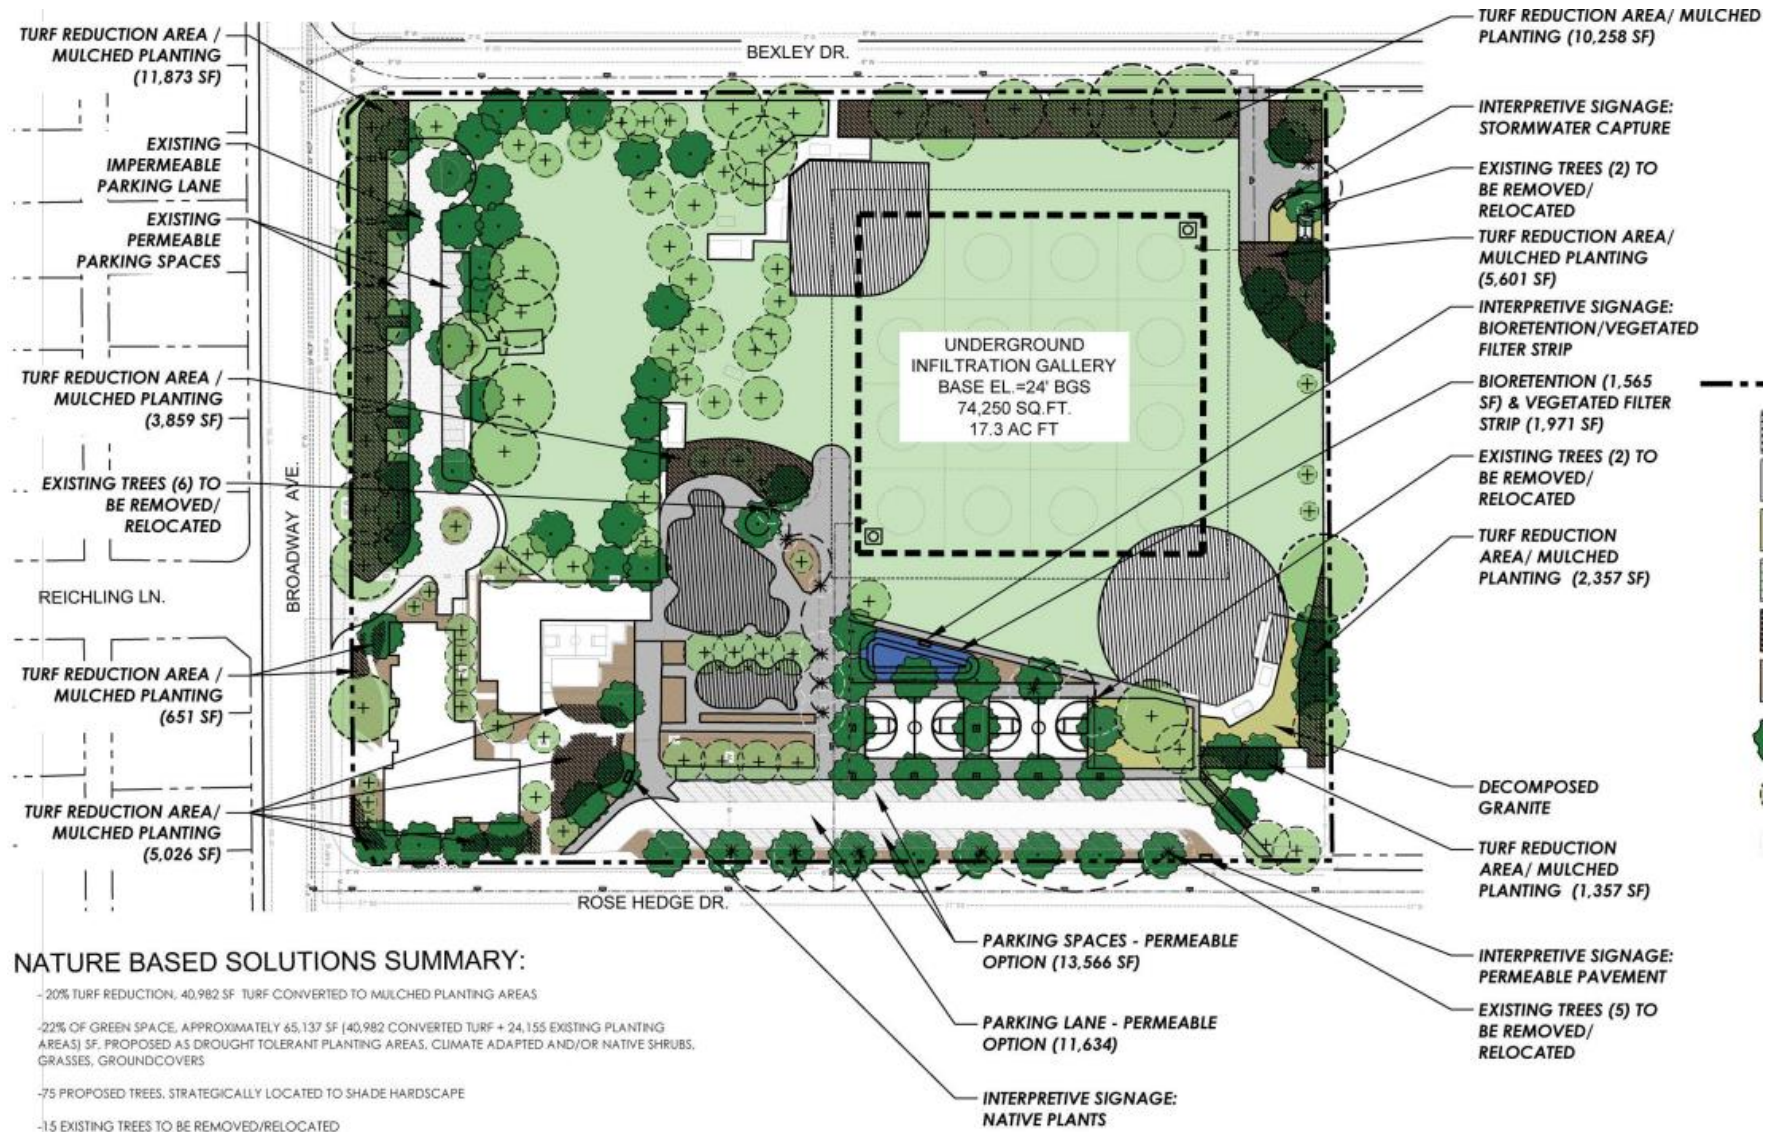 TURF REDUCTION AREA /
MULCHED PLANTING
(11,873 SF)
EXISTING
IMPERMEABLE
PARKING LANE
EXISTING
PERMEABLE
PARKING SPACES
TURF REDUCTION AREA /
MULCHED PLANTING
(3,859 SF)
EXISTING TREES (6) TO
BE REMOVED/
RELOCATED
REICHLING LN.
TURF REDUCTION AREA /
MULCHED PLANTING
(651 SF)
TURF REDUCTION AREA/
MULCHED PLANTING
(5,026 SF)
BROADWAY AVE.
BEXLEY DR.
UNDERGROUND
INFILTRATION GALLERY
BASE EL.=24' BGS
74,250 SQ.FT.
17.3 AC FT
ROSE HEDGE DR.
TURF REDUCTION AREA/ MULCHED
PLANTING (10,258 SF)
INTERPRETIVE SIGNAGE:
STORMWATER CAPTURE
EXISTING TREES (2) TO
BE REMOVED/
RELOCATED
TURF REDUCTION AREA/
MULCHED PLANTING
(5,601 SF)
INTERPRETIVE SIGNAGE:
BIORETENTION/VEGETATED
FILTER STRIP
BIORETENTION (1,565
SF) & VEGETATED FILTER
STRIP (1,971 SF)
EXISTING TREES (2) TO
BE REMOVED/
RELOCATED
TURF REDUCTION
AREA/ MULCHED
PLANTING (2,357 SF)
DECOMPOSED
GRANITE
TURF REDUCTION
AREA/ MULCHED
PLANTING (1,357 SF)
INTERPRETIVE SIGNAGE:
PERMEABLE PAVEMENT
EXISTING TREES (5) TO
BE REMOVED/
RELOCATED
PARKING SPACES - PERMEABLE
OPTION (13,566 SF)
PARKING LANE - PERMEABLE
OPTION (11,634)
INTERPRETIVE SIGNAGE:
NATIVE PLANTS
NATURE BASED SOLUTIONS SUMMARY:
- 20% TURF REDUCTION, 40,982 SF TURF CONVERTED TO MULCHED PLANTING AREAS
-22% OF GREEN SPACE, APPROXIMATELY 65,137 SF (40,982 CONVERTED TURF + 24,155 EXISTING PLANTING
AREAS) SF, PROPOSED AS DROUGHT TOLERANT PLANTING AREAS, CLIMATE ADAPTED AND/OR NATIVE SHRUBS,
GRASSES, GROUNDCOVERS
-75 PROPOSED TREES, STRATEGICALLY LOCATED TO SHADE HARDSCAPE
-15 EXISTING TREES TO BE REMOVED/RELOCATED